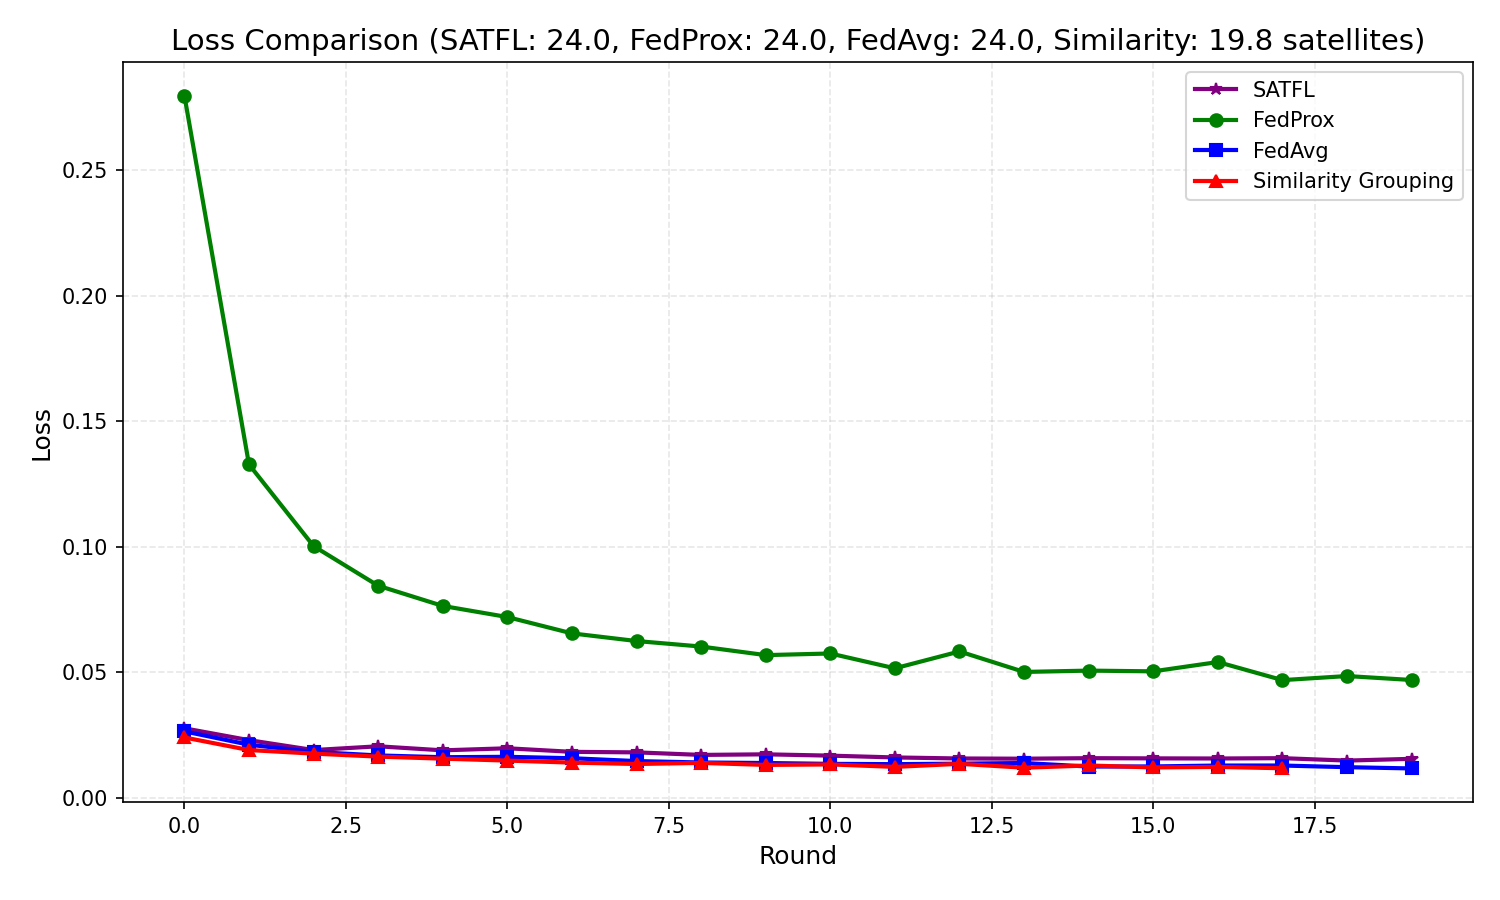 Loss Comparison (SATFL: 24.0, FedProx: 24.0, FedAvg: 24.0, Similarity: 19.8 satellites)
SATFL
FedProx
FedAvg
Similarity Grouping
Loss
0.25
0.20
0.15
0.10
0.05
0.00
0.0 2.5 5.0 7.5 10.0 12.5 15.0 17.5
Round